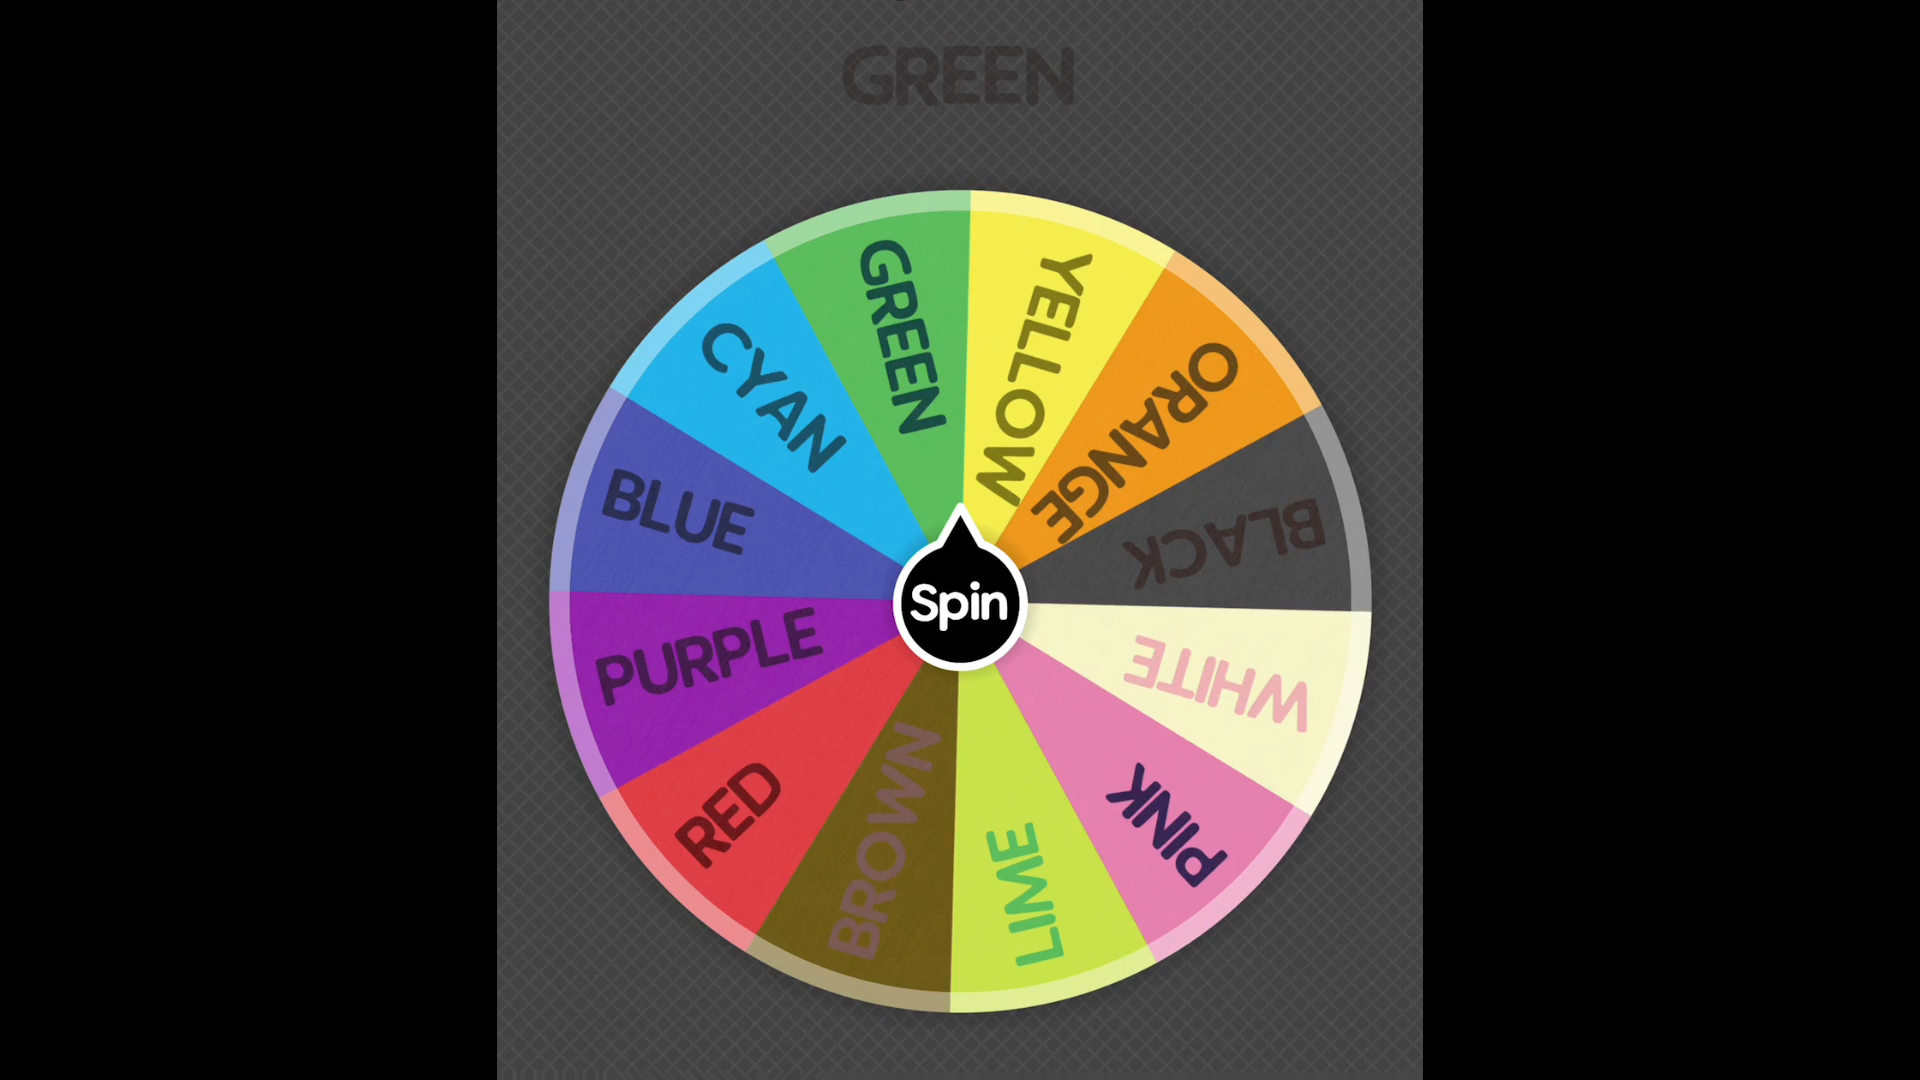 GREEN
GREEN
YELLOW
ORANGE
BLACK
WHITE
PINK
LIME
BROWN
RED
PURPLE
BLUE
CYAN
Spin